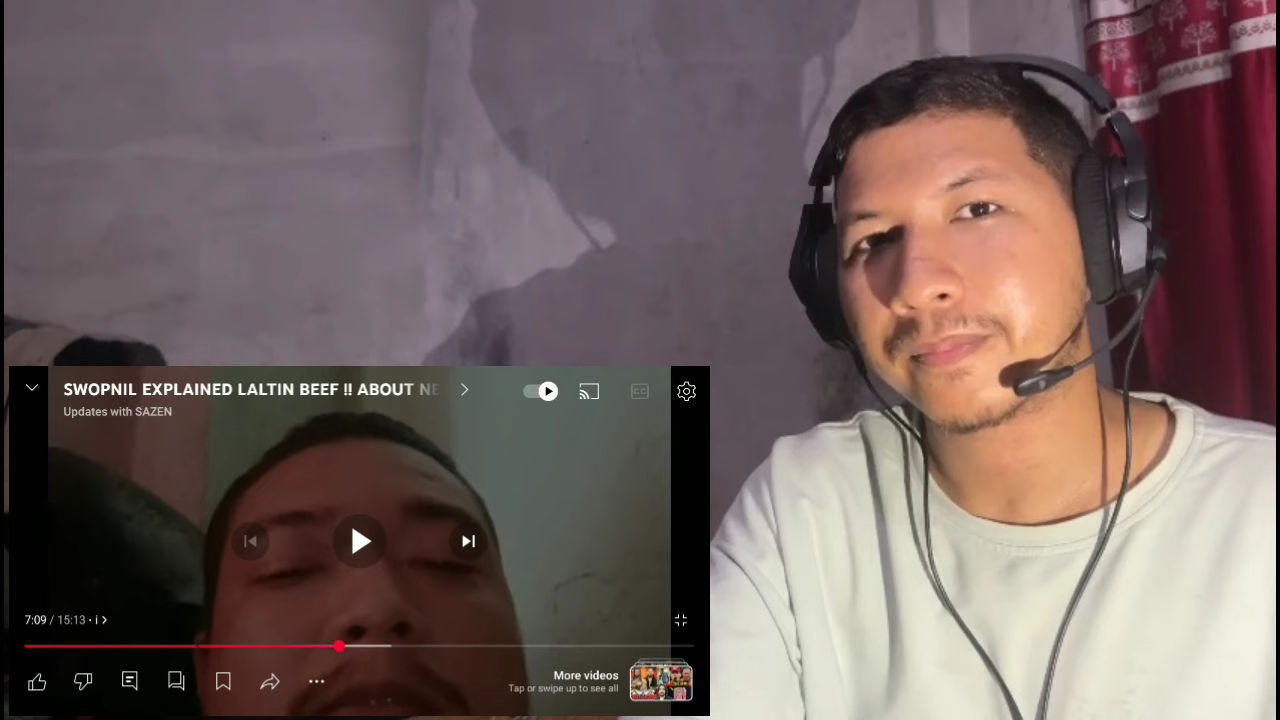 SWOPNIL EXPLAINED LALTIN BEEF !! ABOUT NE
Updates with SAZEN
7:09 / 15:13 · i >
More videos
Tap or swipe up to see all